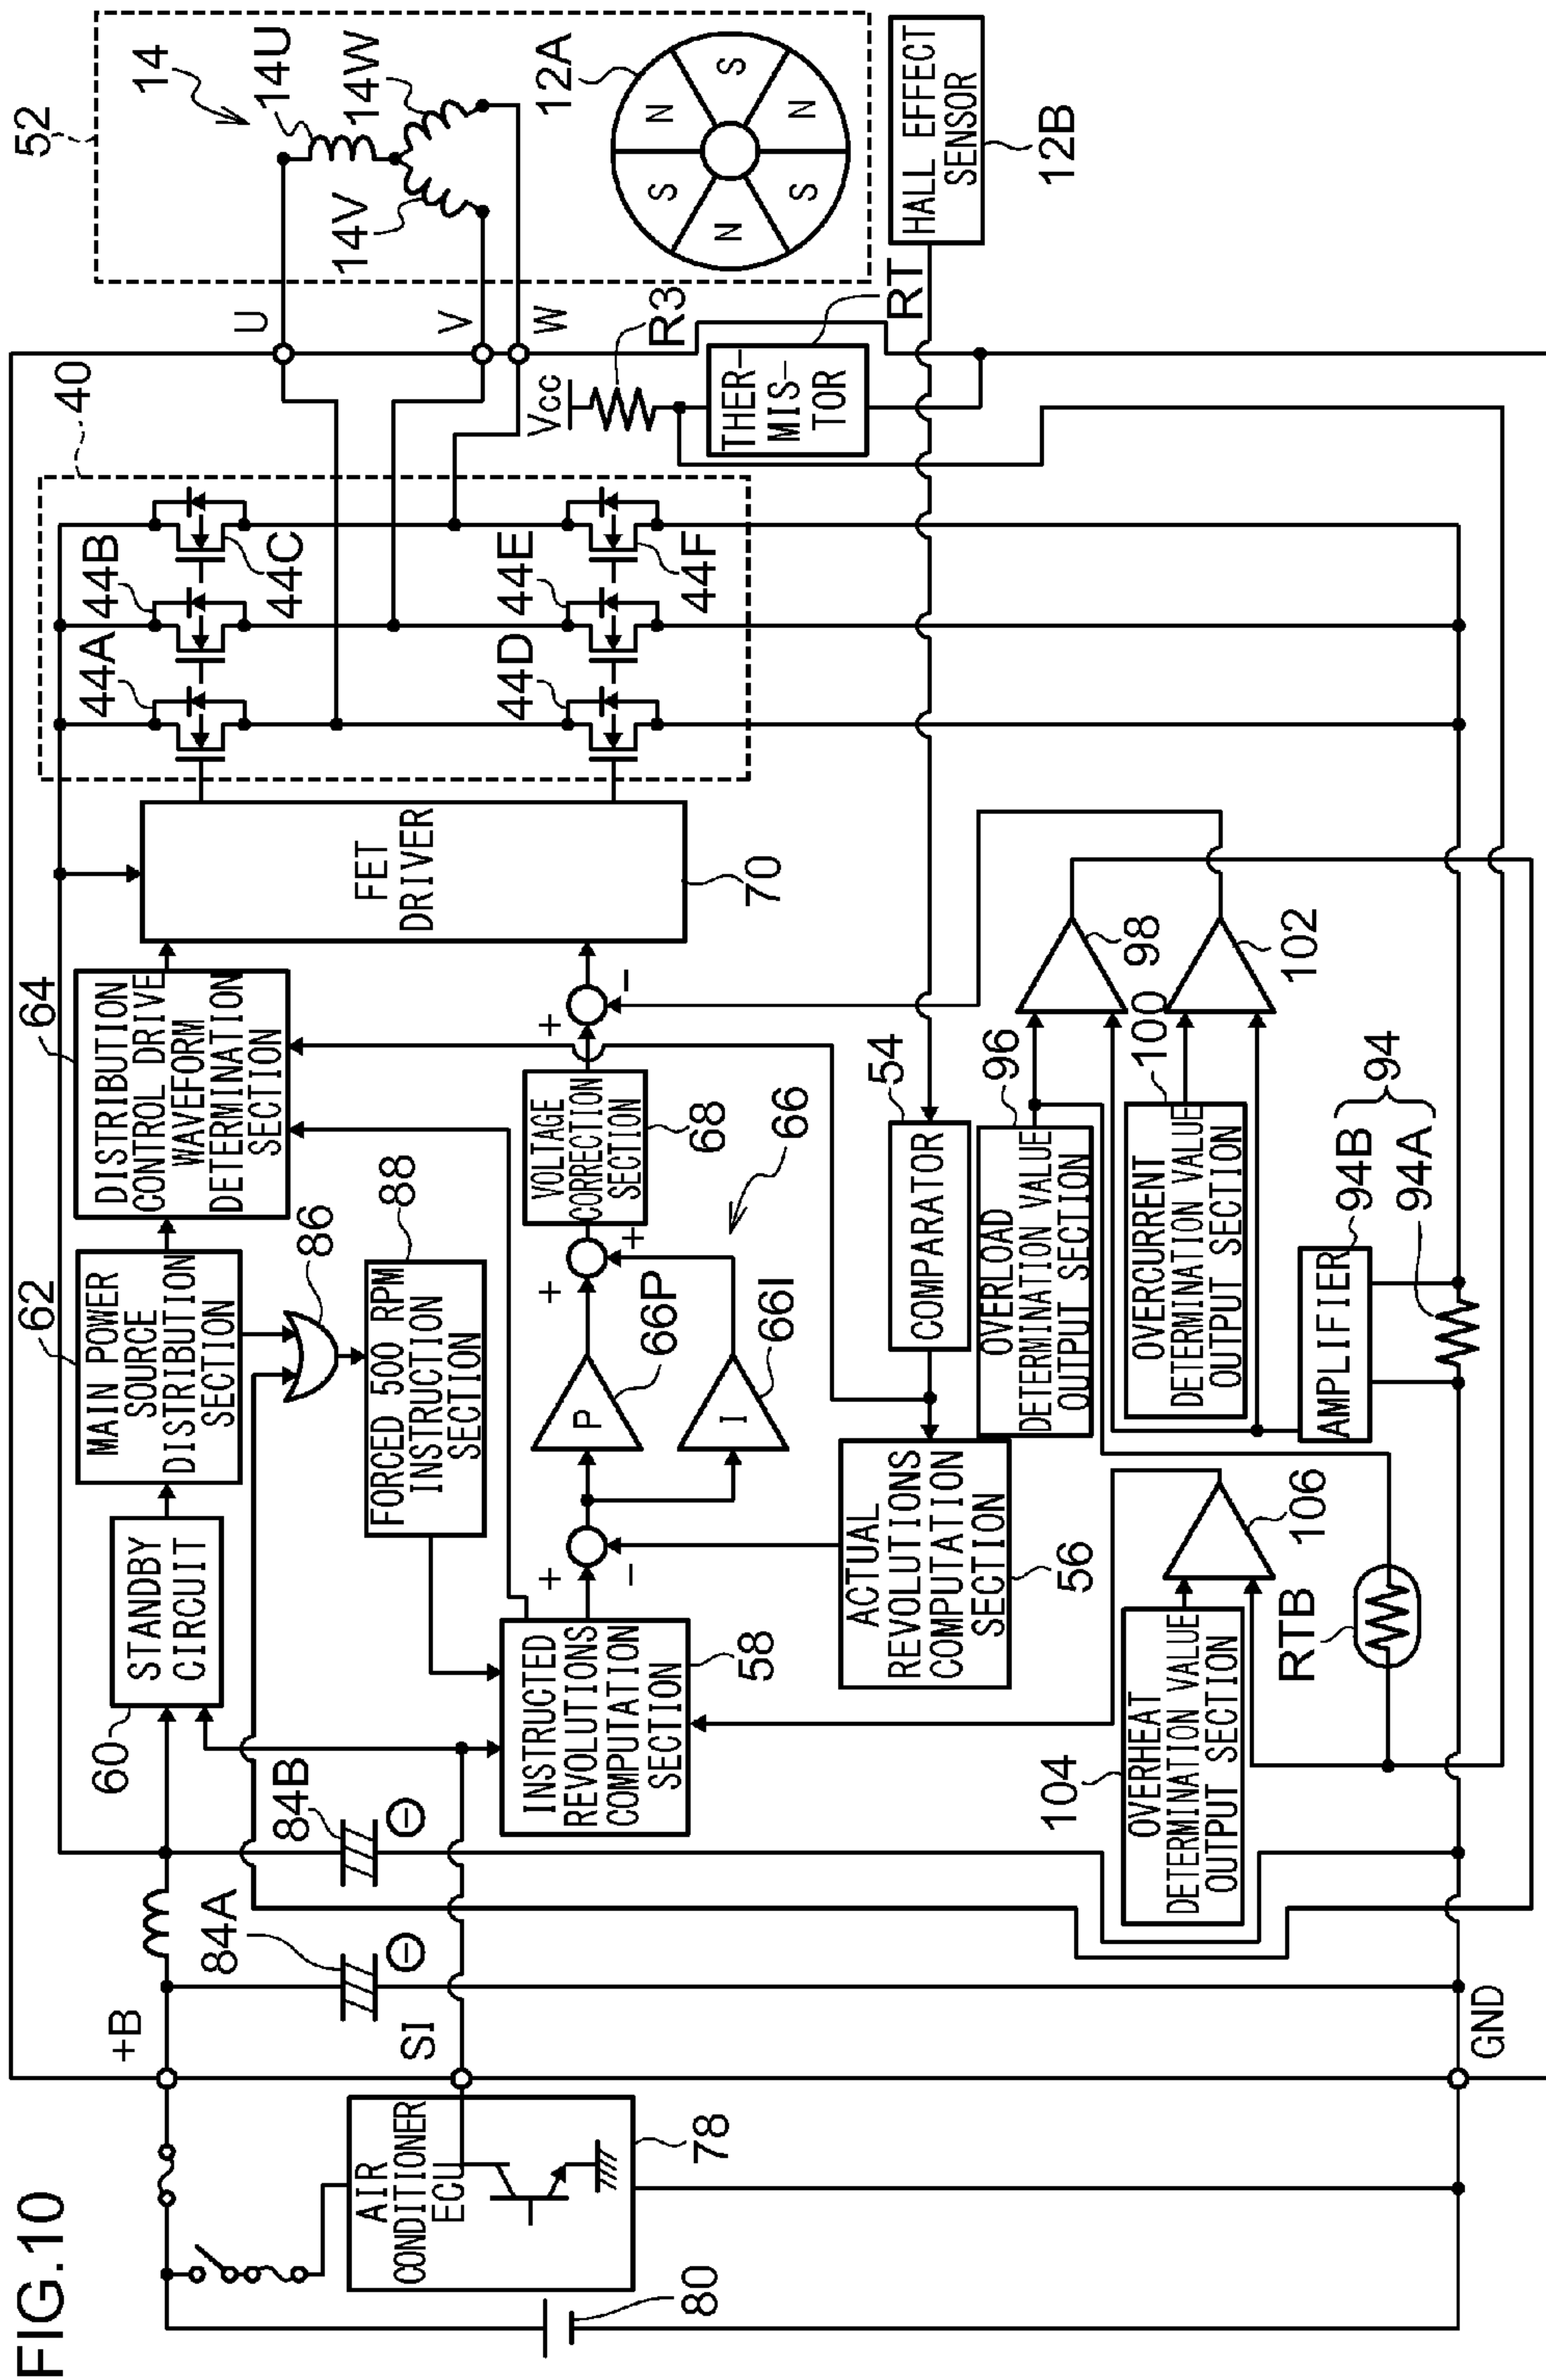 FIG.10
52
14
14U
14W
14V
12A
N
S
N
S
N
S
HALL EFFECT
SENSOR
12B
U
V
W
R3
Vcc
THER-
MIS-
TOR
RT
40
44A
44B
44C
44D
44E
44F
FET
DRIVER
70
64
DISTRIBUTION
CONTROL DRIVE
WAVEFORM
DETERMINATION
SECTION
62
MAIN POWER
SOURCE
DISTRIBUTION
SECTION
86
88
FORCED 500 RPM
INSTRUCTION
SECTION
STANDBY
CIRCUIT
60
VOLTAGE
CORRECTION
SECTION
68
66
+
-
+
+
+
-
P
66P
I
66I
INSTRUCTED
REVOLUTIONS
COMPUTATION
SECTION
58
54
COMPARATOR
ACTUAL
REVOLUTIONS
COMPUTATION
SECTION
56
96
OVERLOAD
DETERMINATION VALUE
OUTPUT SECTION
98
100
OVERCURRENT
DETERMINATION VALUE
OUTPUT SECTION
102
94
94B
94A
AMPLIFIER
104
OVERHEAT
DETERMINATION VALUE
OUTPUT SECTION
106
RTB
84B
84A
+B
SI
GND
AIR
CONDITIONER
ECU
78
80